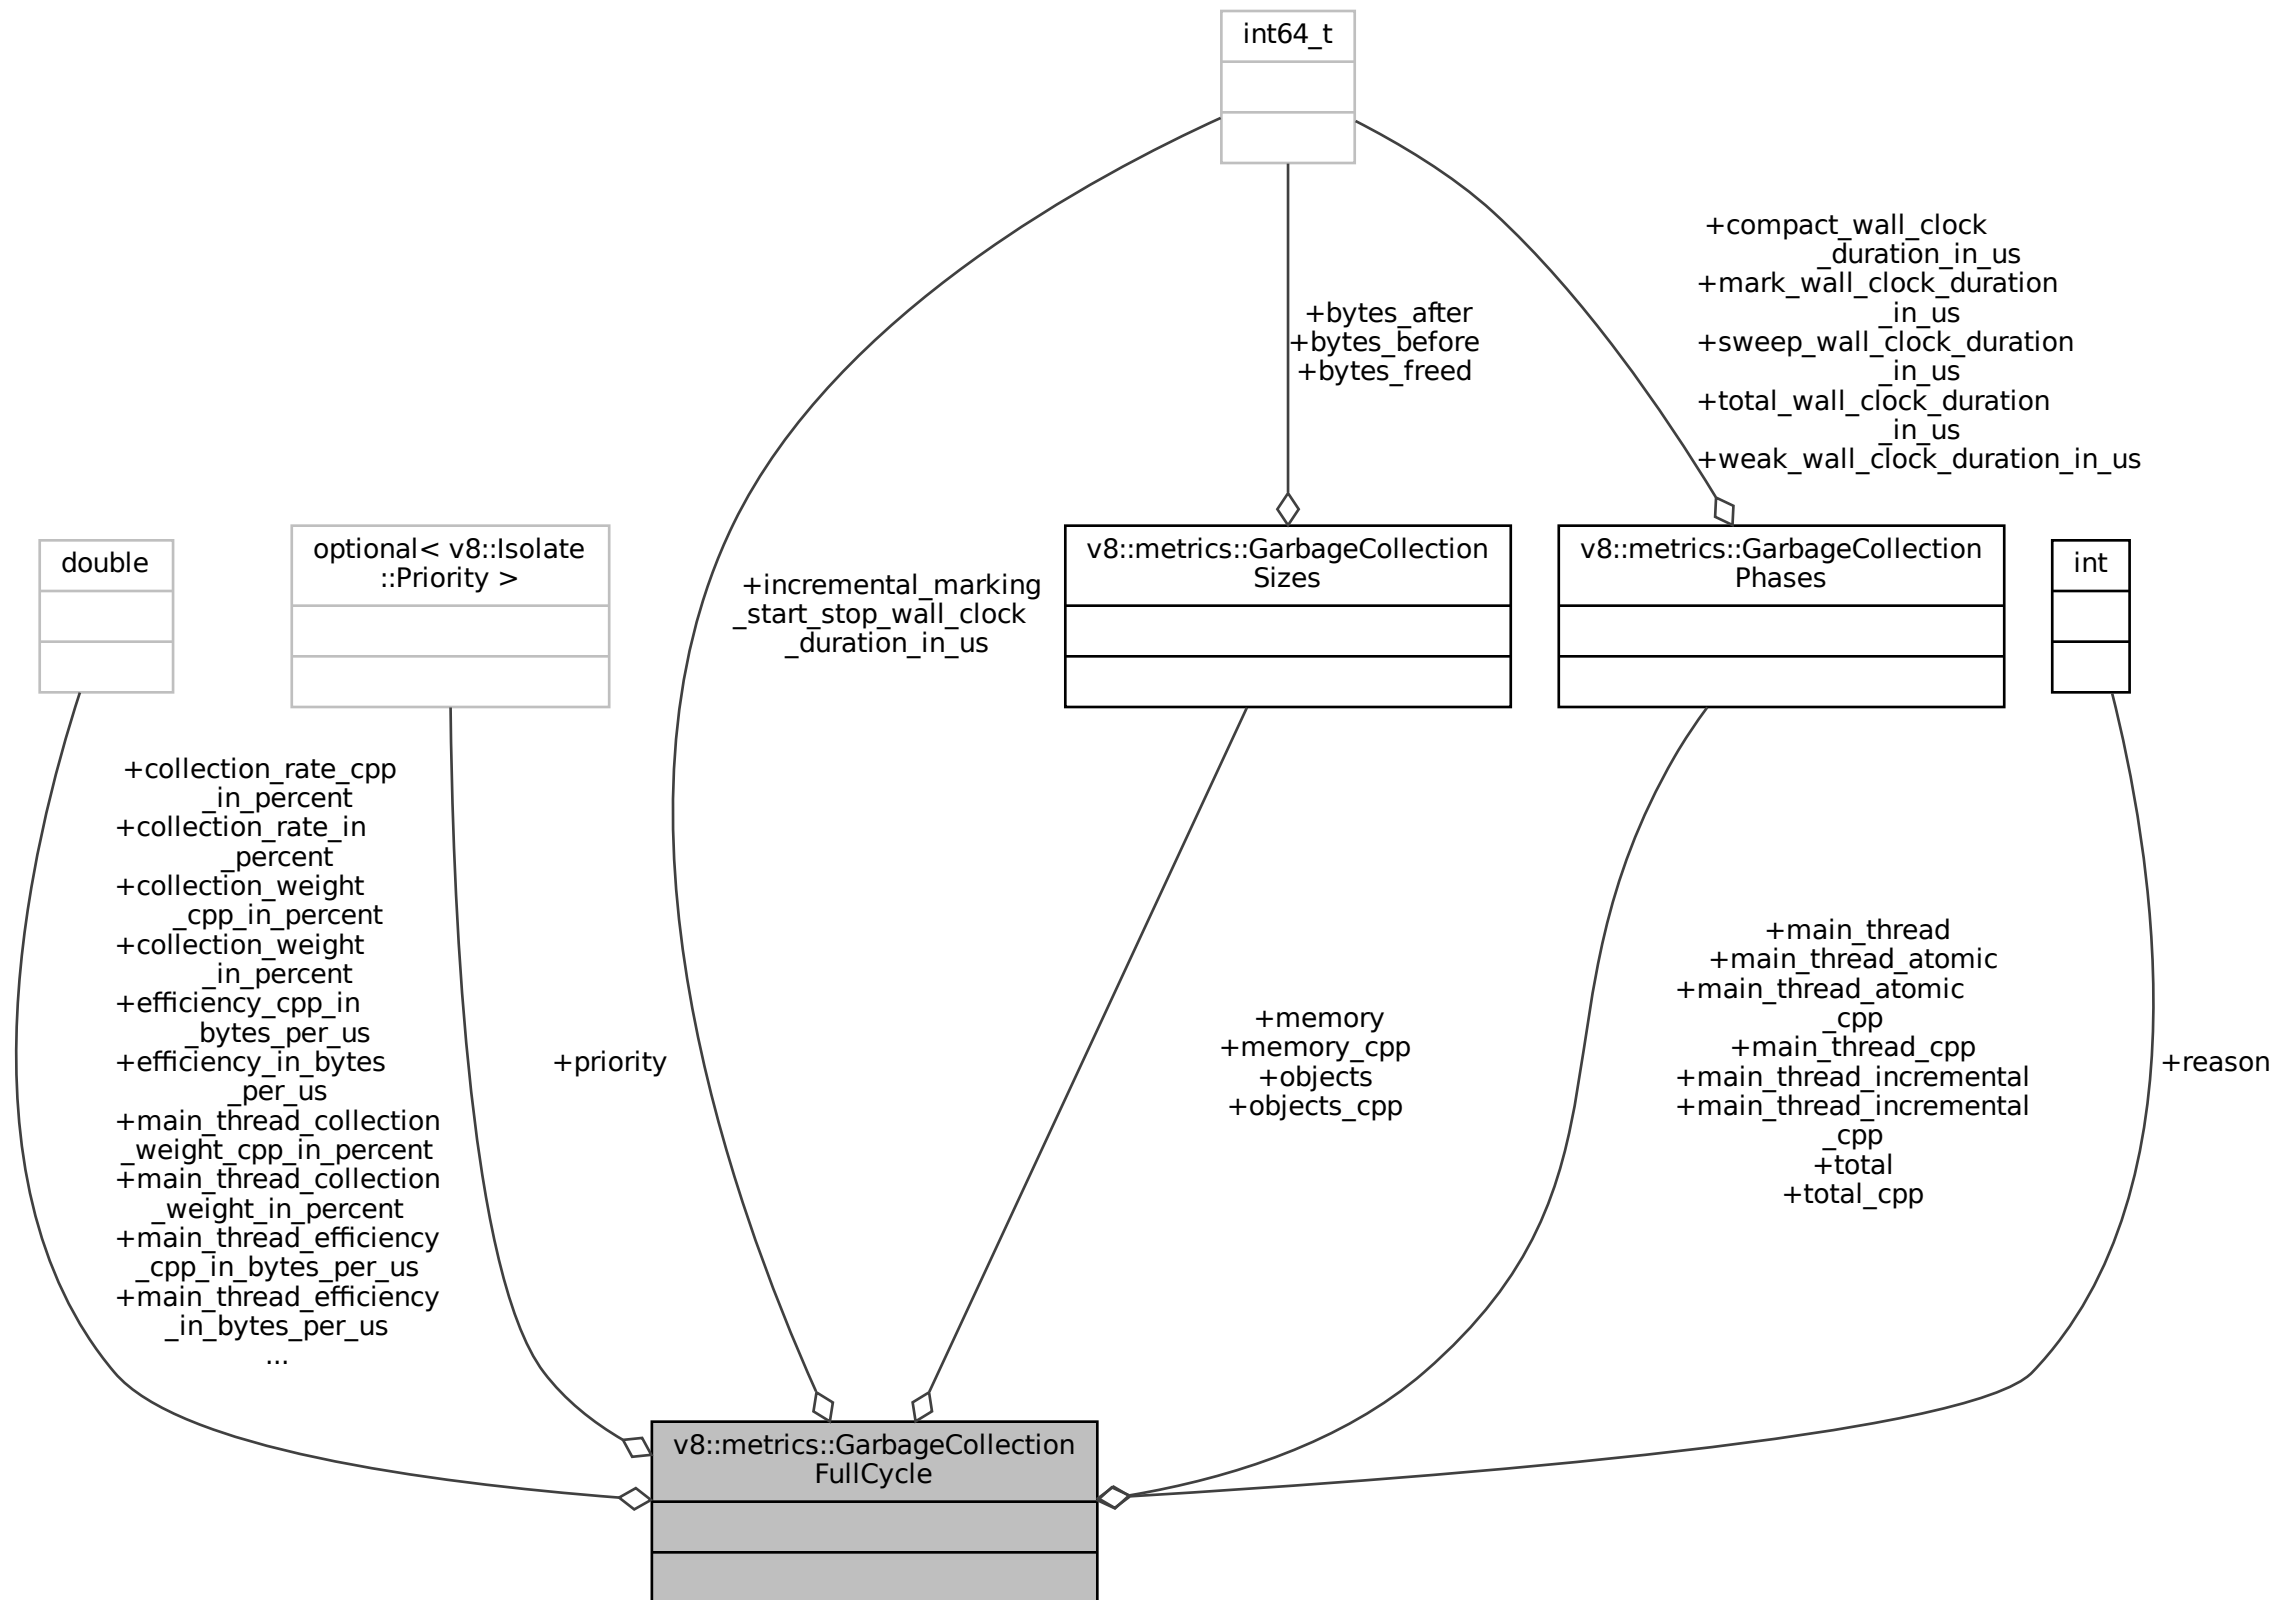 int64_t
+compact_wall_clock
_duration_in_us
+mark_wall_clock_duration
_in_us
+sweep_wall_clock_duration
_in_us
+total_wall_clock_duration
_in_us
+weak_wall_clock_duration_in_us
+bytes_after
+bytes_before
+bytes_freed
double
optional< v8::Isolate
::Priority >
+incremental_marking
_start_stop_wall_clock
_duration_in_us
v8::metrics::GarbageCollection
Sizes
v8::metrics::GarbageCollection
Phases
int
+collection_rate_cpp
_in_percent
+collection_rate_in
_percent
+collection_weight
_cpp_in_percent
+collection_weight
_in_percent
+efficiency_cpp_in
_bytes_per_us
+efficiency_in_bytes
_per_us
+main_thread_collection
_weight_cpp_in_percent
+main_thread_collection
_weight_in_percent
+main_thread_efficiency
_cpp_in_bytes_per_us
+main_thread_efficiency
_in_bytes_per_us
...
+priority
+memory
+memory_cpp
+objects
+objects_cpp
+main_thread
+main_thread_atomic
+main_thread_atomic
_cpp
+main_thread_cpp
+main_thread_incremental
+main_thread_incremental
_cpp
+total
+total_cpp
+reason
v8::metrics::GarbageCollection
FullCycle